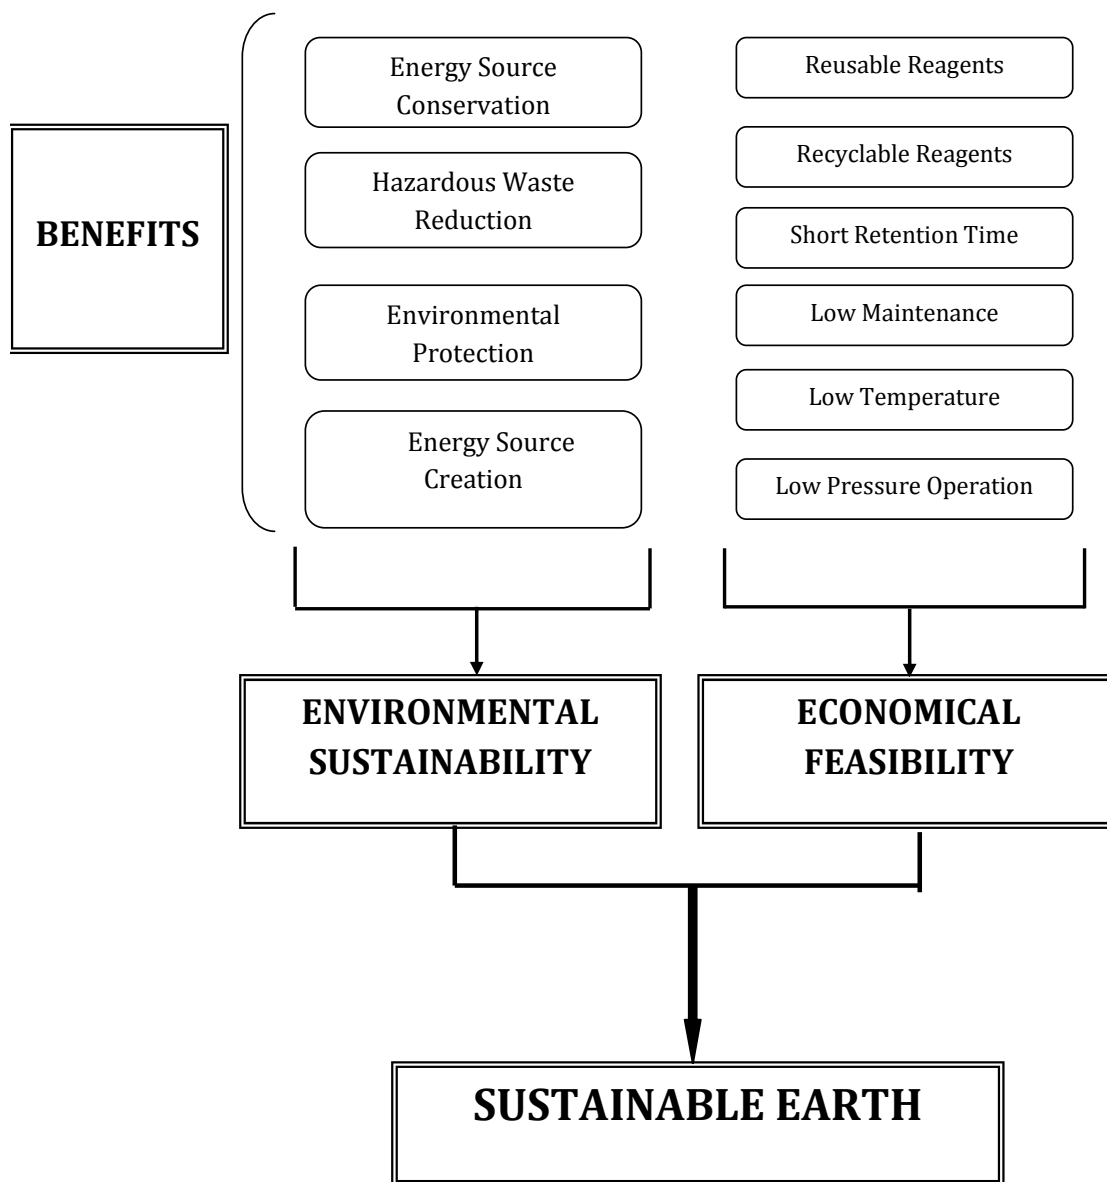 BENEFITS
Energy Source
Conservation
Hazardous Waste
Reduction
Environmental
Protection
Energy Source
Creation
Reusable Reagents
Recyclable Reagents
Short Retention Time
Low Maintenance
Low Temperature
Low Pressure Operation
ENVIRONMENTAL
SUSTAINABILITY
ECONOMICAL
FEASIBILITY
SUSTAINABLE EARTH